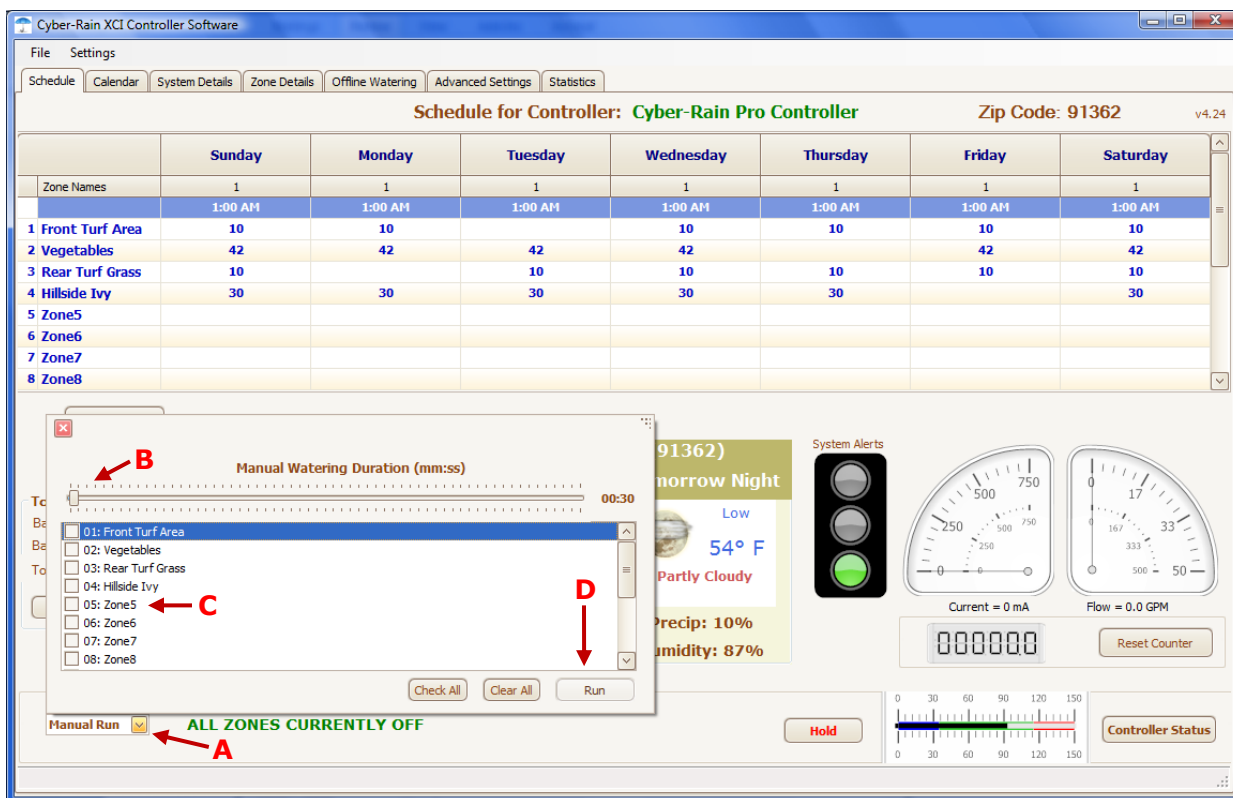 Cyber-Rain XCI Controller Software
File Settings
Schedule Calendar System Details Zone Details Offline Watering Advanced Settings Statistics
Schedule for Controller: Cyber-Rain Pro Controller Zip Code: 91362 v4.24
Sunday Monday Tuesday Wednesday Thursday Friday Saturday
Zone Names 1 1 1 1 1 1 1
1:00 AM 1:00 AM 1:00 AM 1:00 AM 1:00 AM 1:00 AM 1:00 AM
1 Front Turf Area 10 10 10 10 10 10
2 Vegetables 42 42 42 42 42 42
3 Rear Turf Grass 10 10 10 10 10 10
4 Hillside Ivy 30 30 30 30 30 30
5 Zone5
6 Zone6
7 Zone7
8 Zone8
B
Manual Watering Duration (mm:ss)
00:30
01: Front Turf Area
02: Vegetables
03: Rear Turf Grass
04: Hillside Ivy
05: Zone5
06: Zone6
07: Zone7
08: Zone8
C
D
Check All Clear All Run
To
Ba
Ba
To
91362)
morrow Night
Low
54° F
Partly Cloudy
Precip: 10%
umidity: 87%
System Alerts
0 250 500 750
0 250 500 750
Current = 0 mA
0 17 33 50
0 167 333 500
Flow = 0.0 GPM
000000 Reset Counter
Manual Run ALL ZONES CURRENTLY OFF
A
Hold
0 30 60 90 120 150
0 30 60 90 120 150
Controller Status